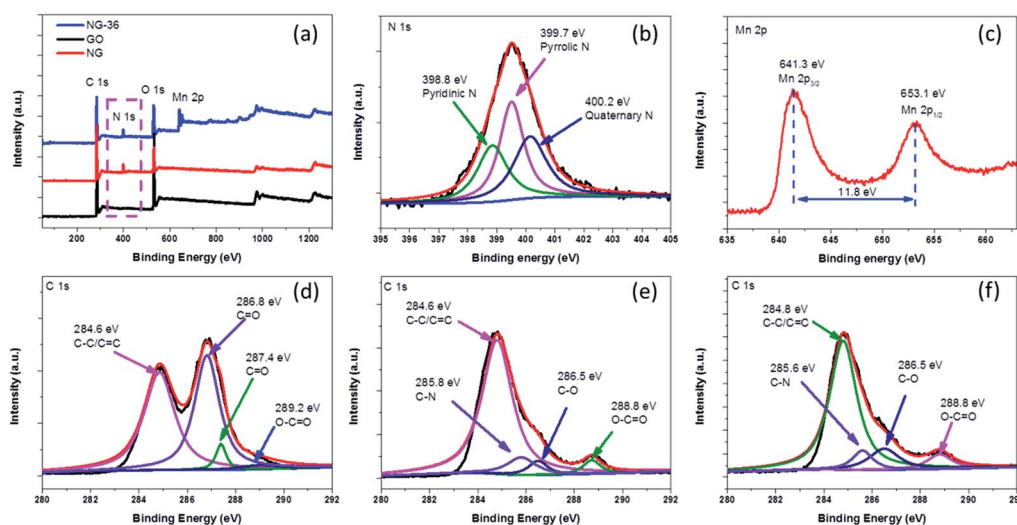 (a)
NG-36
GO
NG
C 1s
N 1s
O 1s
Mn 2p
Intensity (a.u.)
200 400 600 800 1000 1200
Binding Energy (eV)
(b)
N 1s
399.7 eV
Pyrrolic N
398.8 eV
Pyridinic N
400.2 eV
Quaternary N
Intensity (a.u.)
395 396 397 398 399 400 401 402 403 404 405
Binding Energy (eV)
(c)
Mn 2p
641.3 eV
Mn 2p3/2
653.1 eV
Mn 2p1/2
11.8 eV
Intensity (a.u.)
635 640 645 650 655 660
Binding energy (eV)
(d)
C 1s
284.6 eV
C-C/C=C
286.8 eV
C=O
287.4 eV
C=O
289.2 eV
O-C=O
Intensity (a.u.)
280 282 284 286 288 290 292
Binding Energy (eV)
(e)
C 1s
284.6 eV
C-C/C=C
285.8 eV
C-N
286.5 eV
C-O
288.8 eV
O-C=O
Intensity (a.u.)
280 282 284 286 288 290 292
Binding Energy (eV)
(f)
C 1s
284.8 eV
C-C/C=C
285.6 eV
C-N
286.5 eV
C-O
288.8 eV
O-C=O
Intensity (a.u.)
280 282 284 286 288 290
Binding Energy (eV)